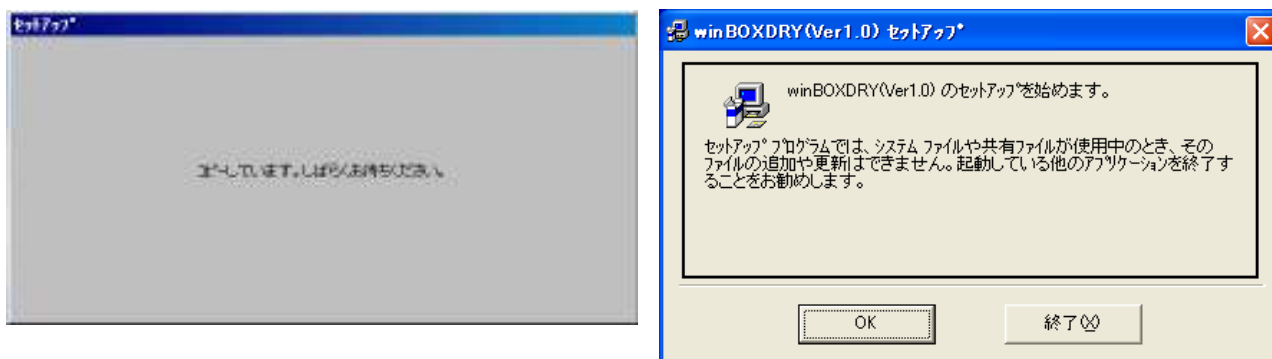 セットアップ
コピーしています。しばらくお待ちください。
winBOXDRY(Ver1.0) セットアップ
winBOXDRY(Ver1.0) のセットアップを始めます。
セットアップ プログラムでは、システム ファイルや共有ファイルが使用中のとき、その
ファイルの追加や更新はできません。起動している他のアプリケーションを終了す
ることをお勧めします。
OK
終了(X)